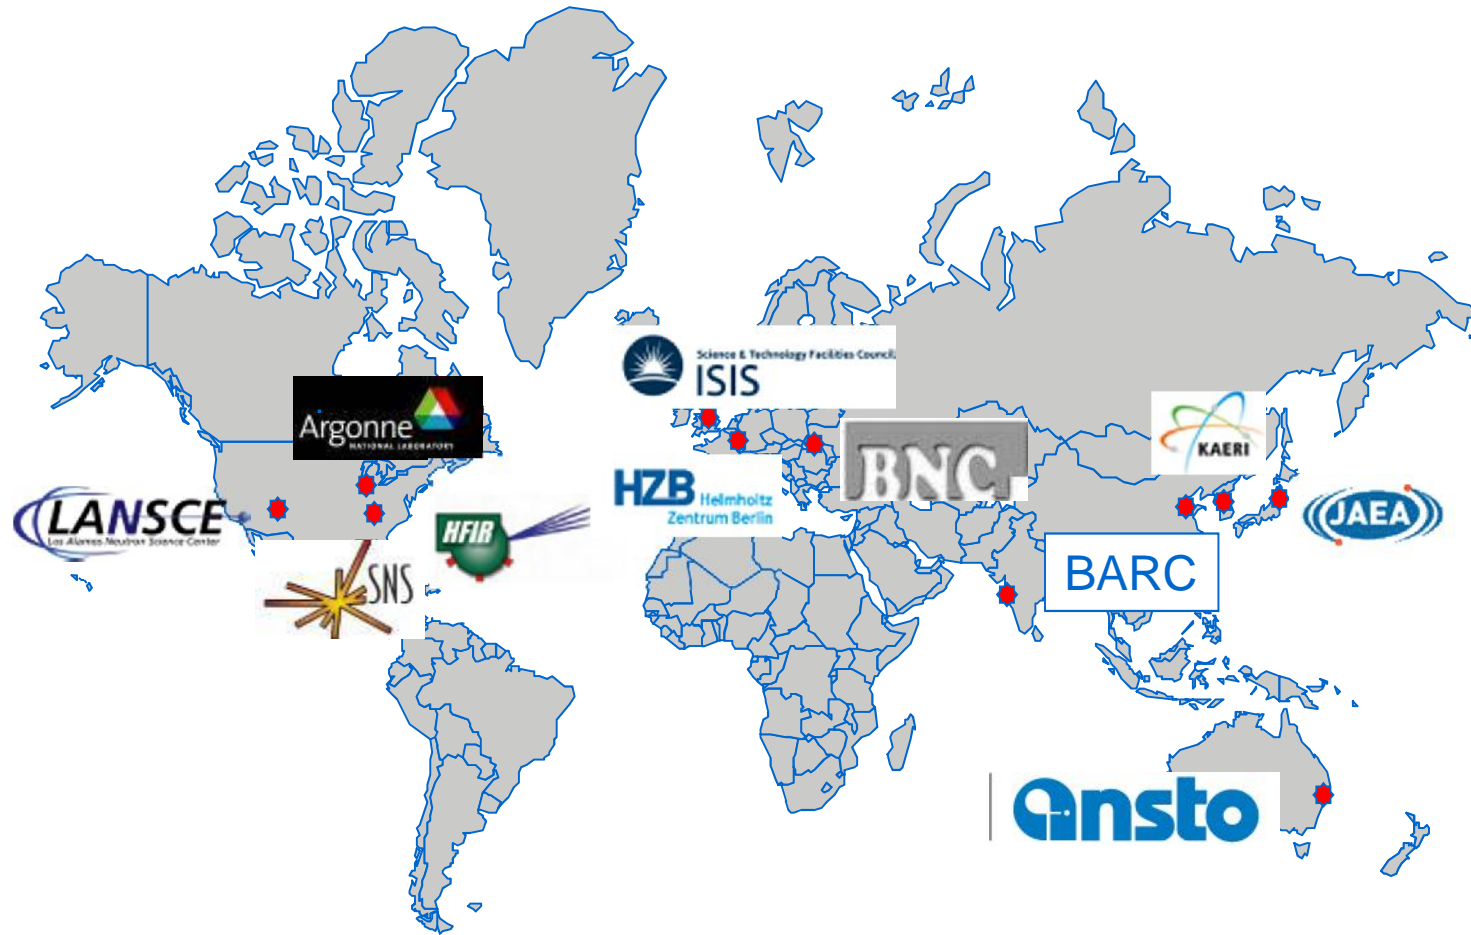 Science & Technology Facilities Council
ISIS
Argonne
NATIONAL LABORATORY
KAERI
BNC
HZB Helmholtz
Zentrum Berlin
LANSCE
Los Alamos Neutron Science Center
HFIR
JAEA
SNS
BARC
ansto